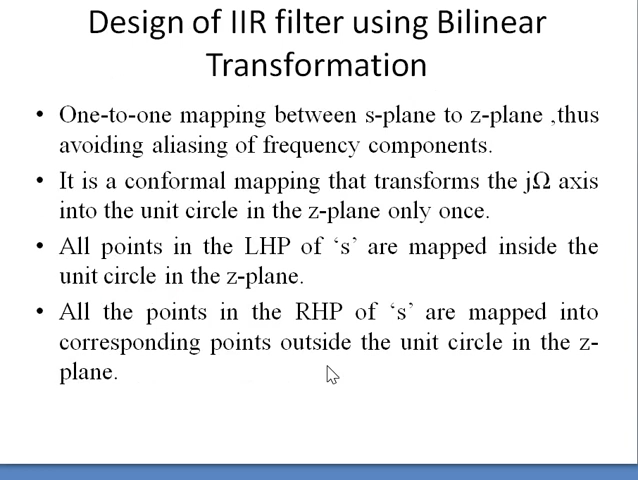 Design of IIR filter using Bilinear
Transformation
• One-to-one mapping between s-plane to z-plane ,thus
avoiding aliasing of frequency components.
• It is a conformal mapping that transforms the jΩ axis
into the unit circle in the z-plane only once.
• All points in the LHP of ‘s’ are mapped inside the
unit circle in the z-plane.
• All the points in the RHP of ‘s’ are mapped into
corresponding points outside the unit circle in the z-
plane.